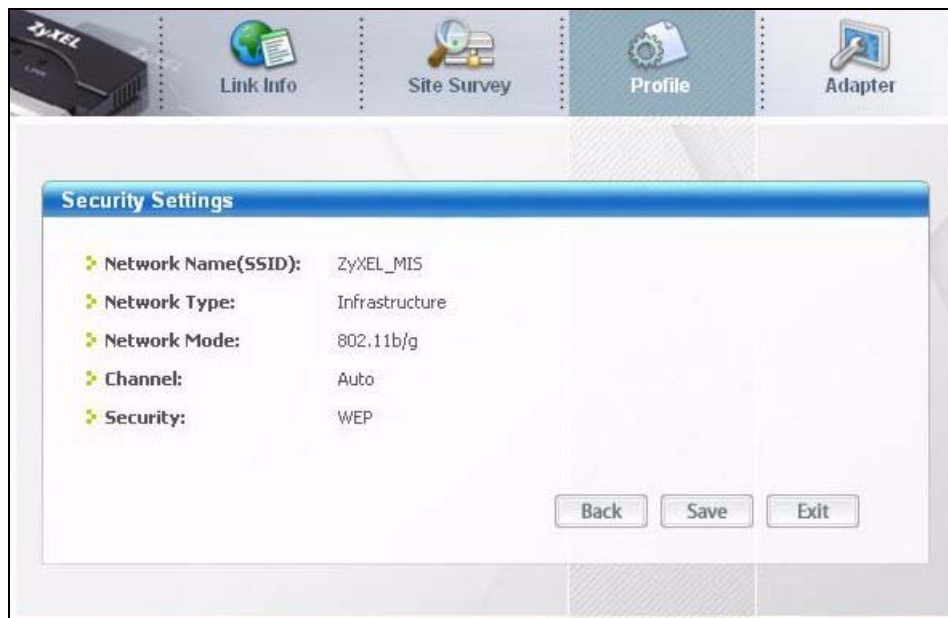 ZyXEL
Link Info
Site Survey
Profile
Adapter
Security Settings
Network Name(SSID): ZyXEL_MIS
Network Type: Infrastructure
Network Mode: 802.11b/g
Channel: Auto
Security: WEP
Back Save Exit